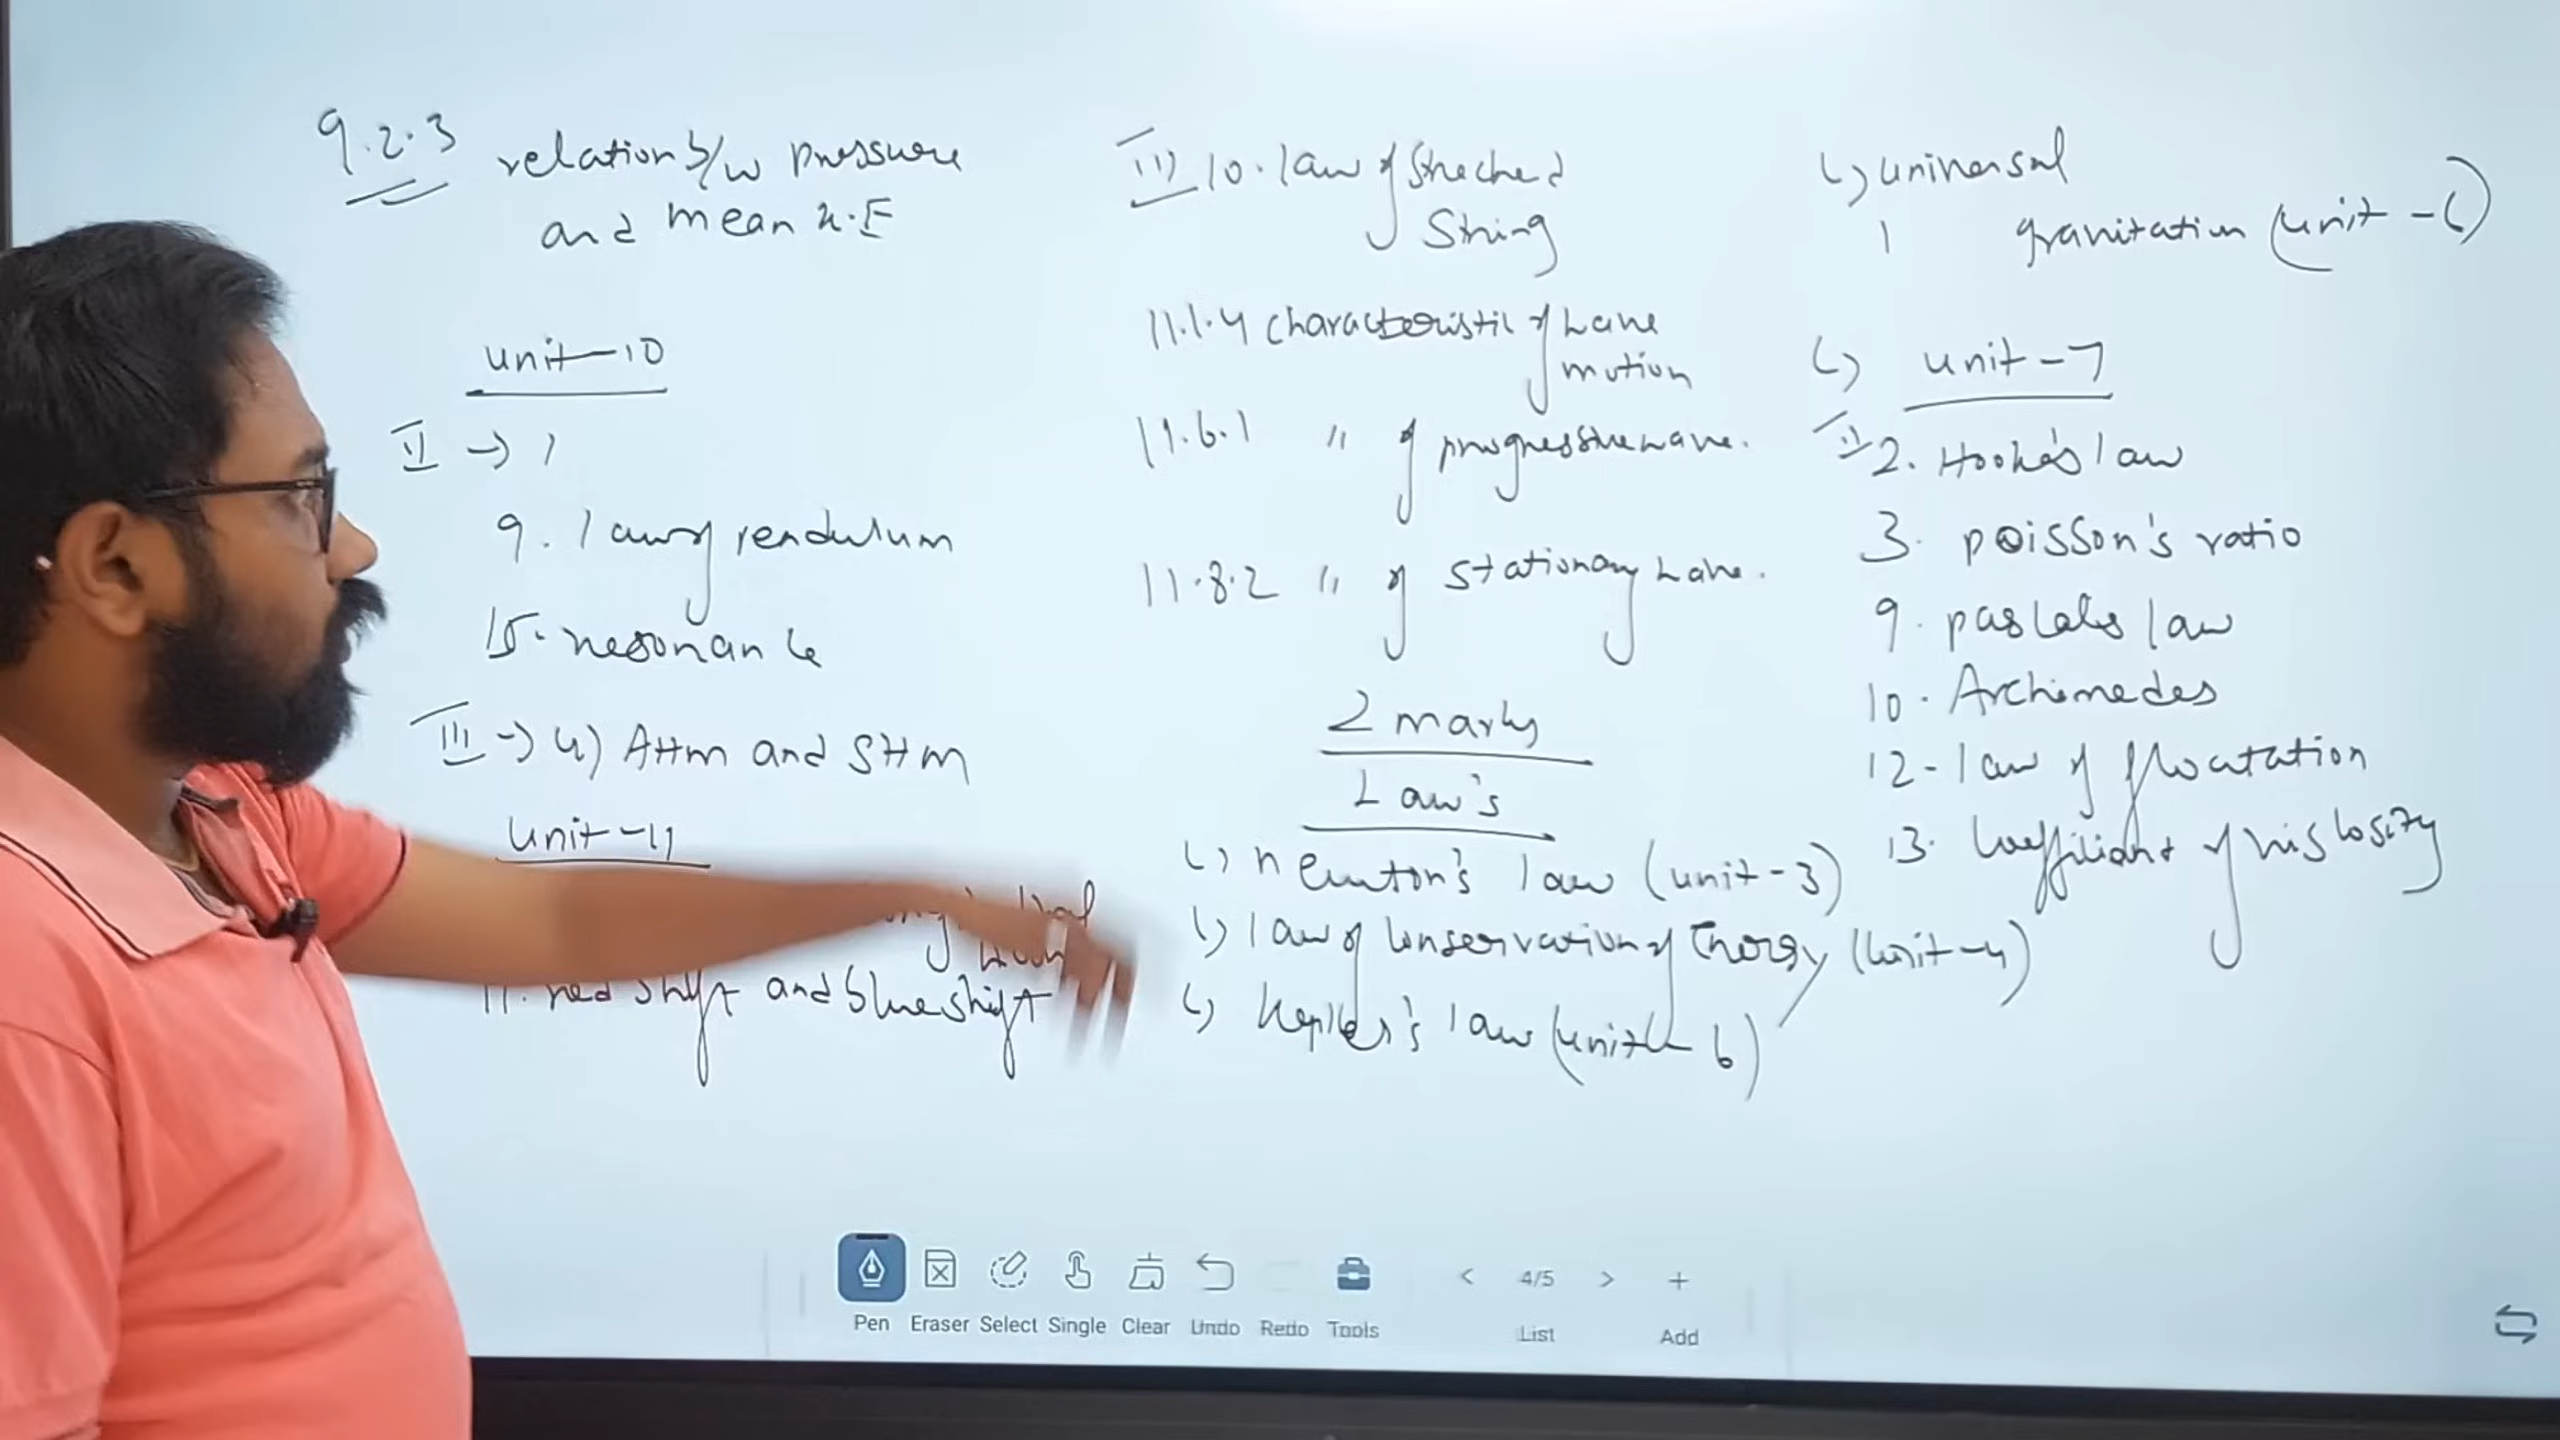 9.2.3 relation b/w pressure
and mean K.E
unit-10
II → 1
9. law of pendulum
15. resonance
III → 4) AHM and SHM
unit-11
11. red shift and blue shift
III) 10. law of streched
String
11.1.4 characteristic of wave
motion
11.6.1 " of progressive wave.
11.8.2 " of stationary wave.
2 marks
Law's
↳ Newton's law (unit-3)
↳ law of conservation of Energy (unit-4)
↳ Kepler's law (unit-6)
↳ universal
gravitation (unit-6)
↳ unit-7
II 2. Hooke's law
3. poisson's ratio
9. pascal's law
10. Archimedes
12-law of floatation
13. coefficient of viscosity
Pen Eraser Select Single Clear Undo Redo Tools
< 4/5 > +
List Add